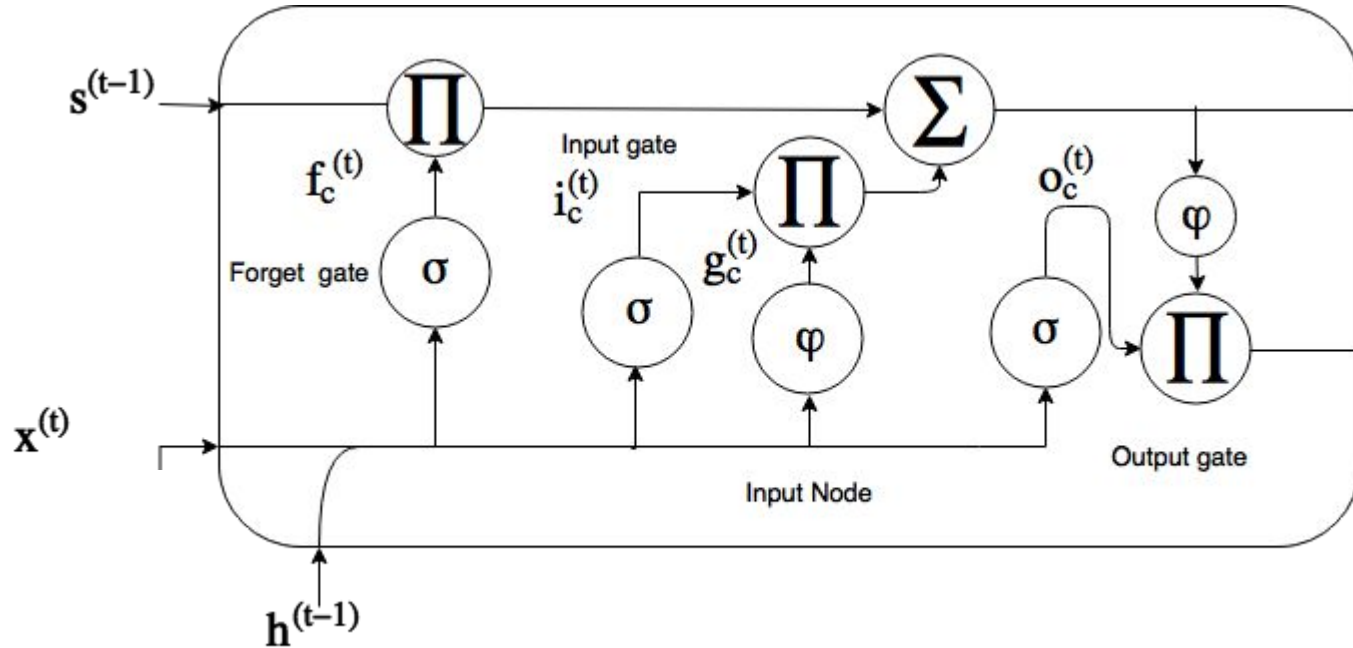 s^(t−1)
∏
∑
Input gate
f_c^(t)
i_c^(t)
∏
o_c^(t)
φ
g_c^(t)
Forget gate
σ
σ
φ
σ
∏
x^(t)
Output gate
Input Node
h^(t−1)